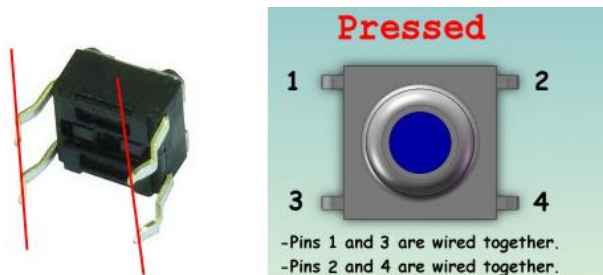 Pressed
1 2
3 4
-Pins 1 and 3 are wired together.
-Pins 2 and 4 are wired together.